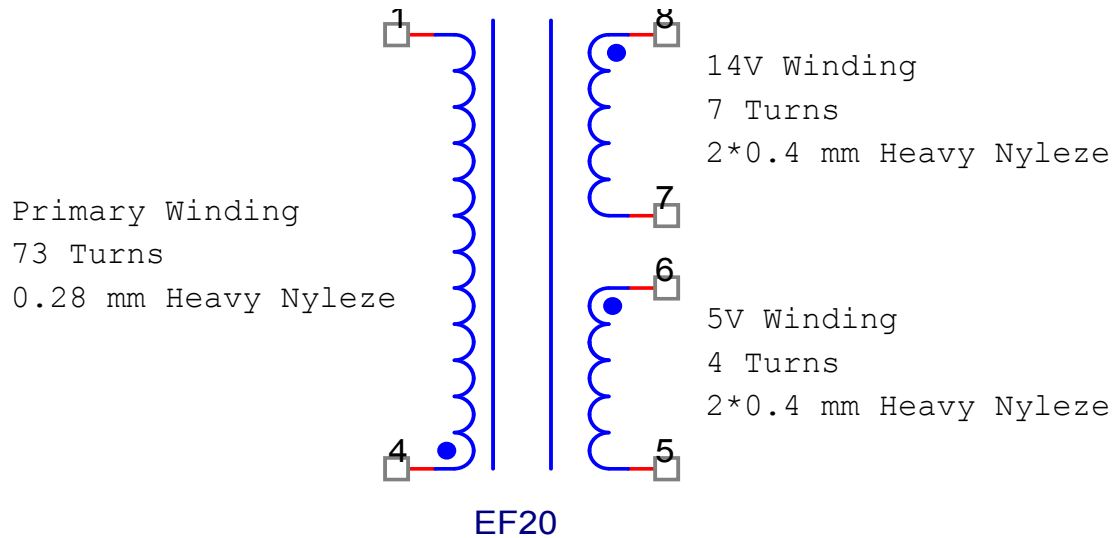 1
8
14V Winding
7 Turns
2*0.4 mm Heavy Nyleze
7
Primary Winding
73 Turns
0.28 mm Heavy Nyleze
6
5V Winding
4 Turns
2*0.4 mm Heavy Nyleze
4
5
EF20